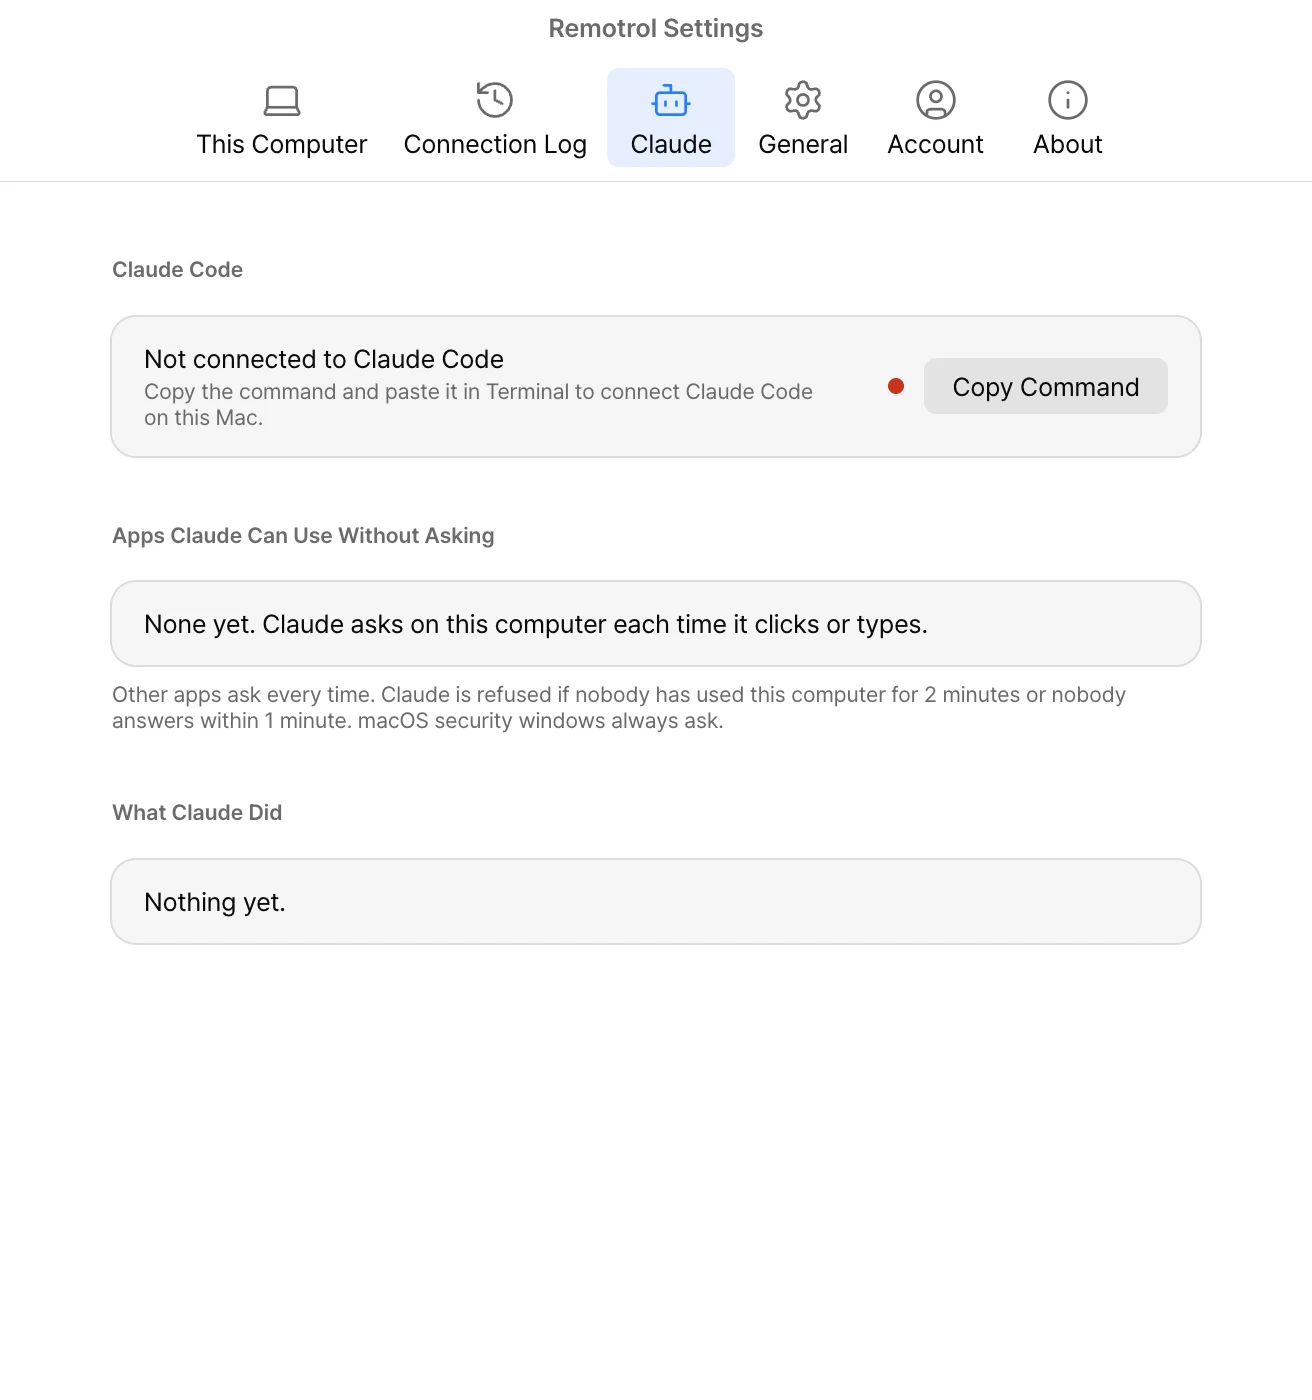 Remotrol Settings
This Computer
Connection Log
Claude
General
Account
About
Claude Code
Not connected to Claude Code
Copy the command and paste it in Terminal to connect Claude Code
on this Mac.
Copy Command
Apps Claude Can Use Without Asking
None yet. Claude asks on this computer each time it clicks or types.
Other apps ask every time. Claude is refused if nobody has used this computer for 2 minutes or nobody
answers within 1 minute. macOS security windows always ask.
What Claude Did
Nothing yet.